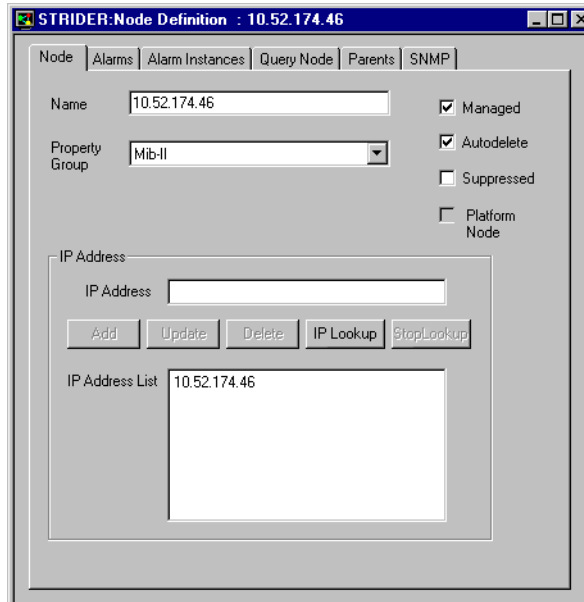 STRIDER:Node Definition : 10.52.174.46
Node Alarms Alarm Instances Query Node Parents SNMP
Name 10.52.174.46
Managed
Property Group Mib-II
Autodelete
Suppressed
Platform Node
IP Address
IP Address
Add Update Delete IP Lookup StopLookup
IP Address List 10.52.174.46